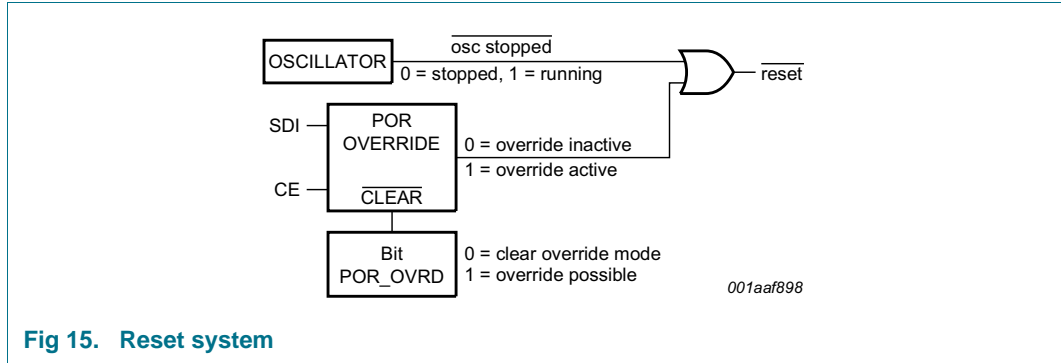 osc stopped
OSCILLATOR
0 = stopped, 1 = running
reset
SDI
POR
OVERRIDE
0 = override inactive
1 = override active
CE
CLEAR
Bit
POR_OVRD
0 = clear override mode
1 = override possible
001aaf898
Fig 15. Reset system